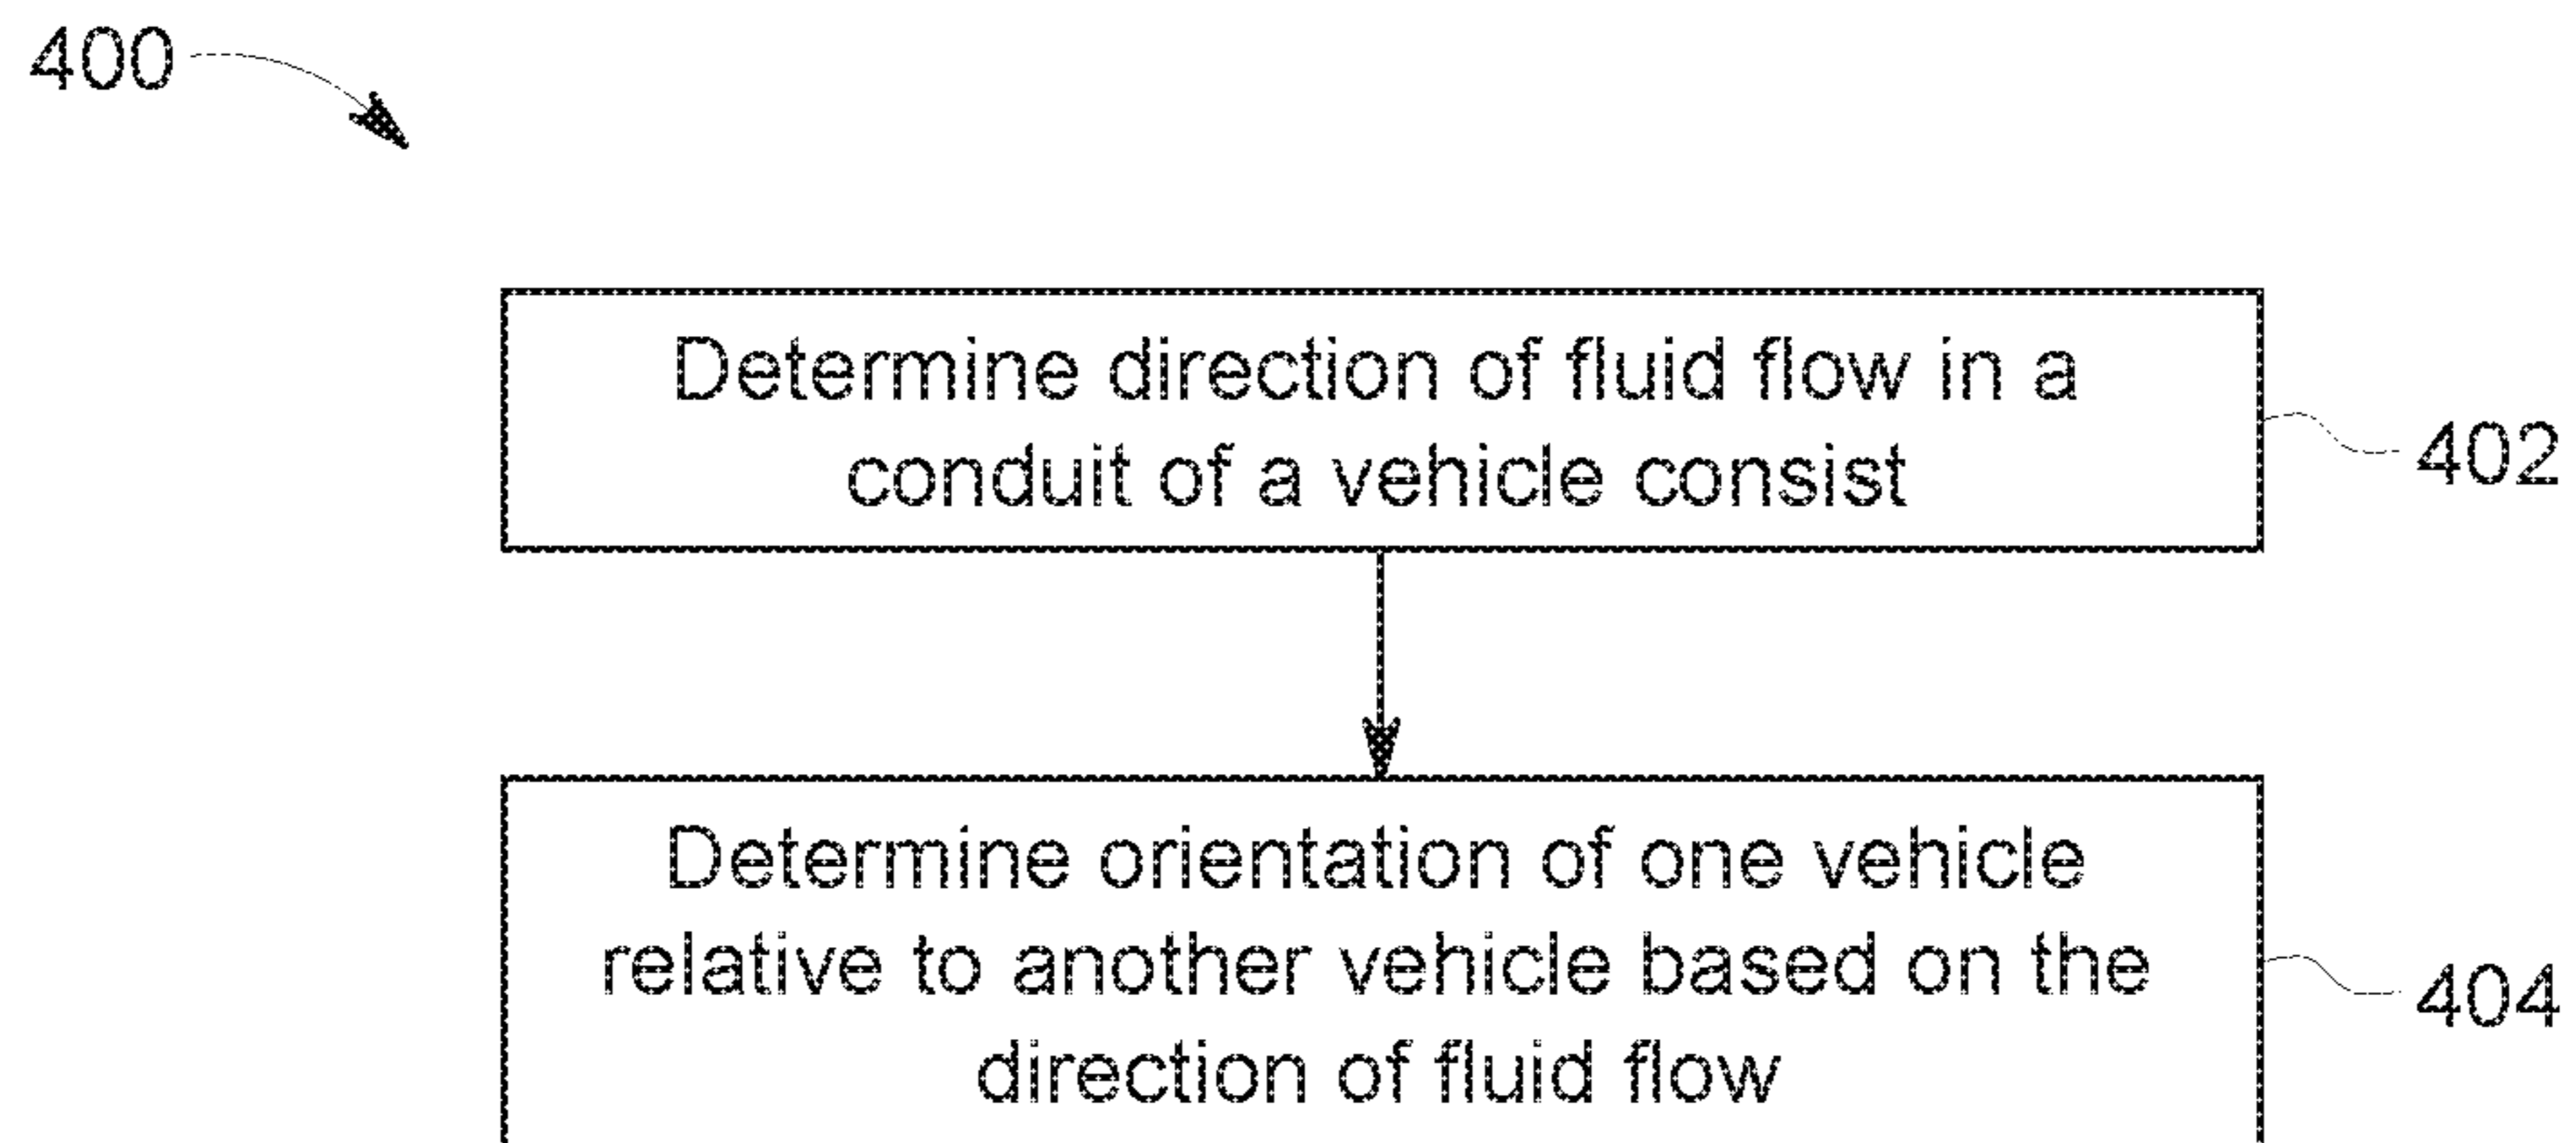 400
Determine direction of fluid flow in a
conduit of a vehicle consist
402
Determine orientation of one vehicle
relative to another vehicle based on the
direction of fluid flow
404